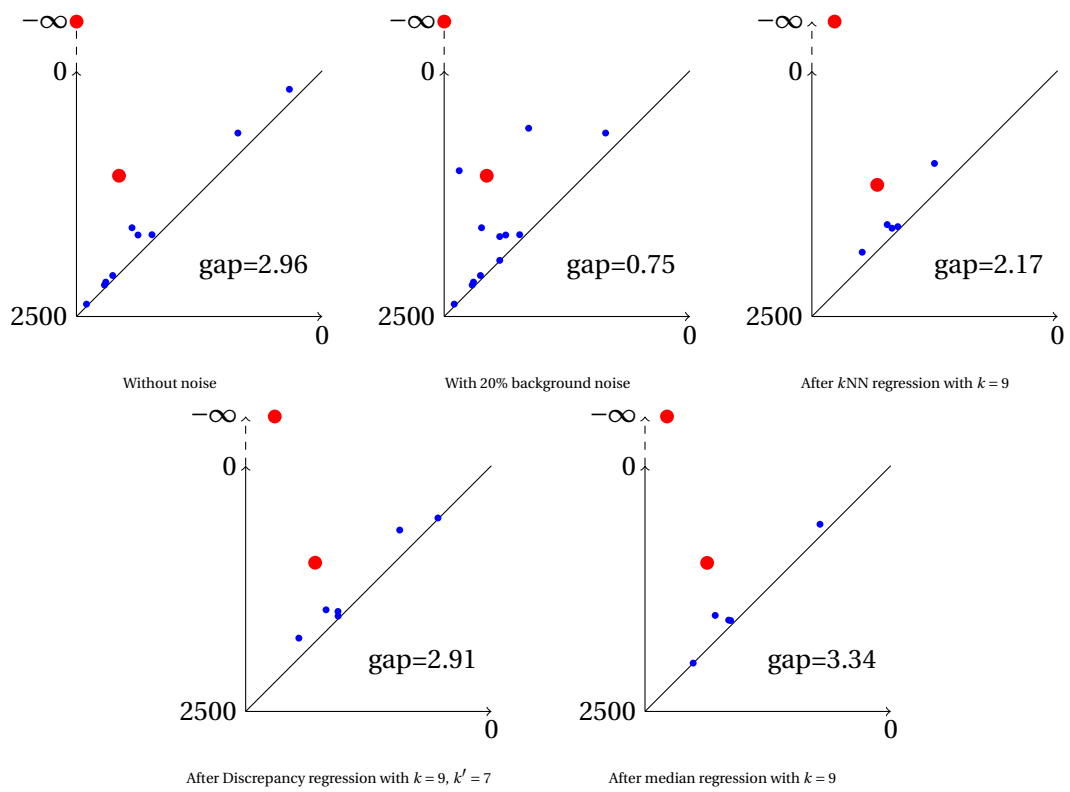 −∞
0
gap=2.96
2500
0
Without noise
−∞
0
gap=0.75
2500
0
With 20% background noise
−∞
0
gap=2.17
2500
0
After kNN regression with k = 9
−∞
0
gap=2.91
2500
0
After Discrepancy regression with k = 9, k′ = 7
−∞
0
gap=3.34
2500
0
After median regression with k = 9